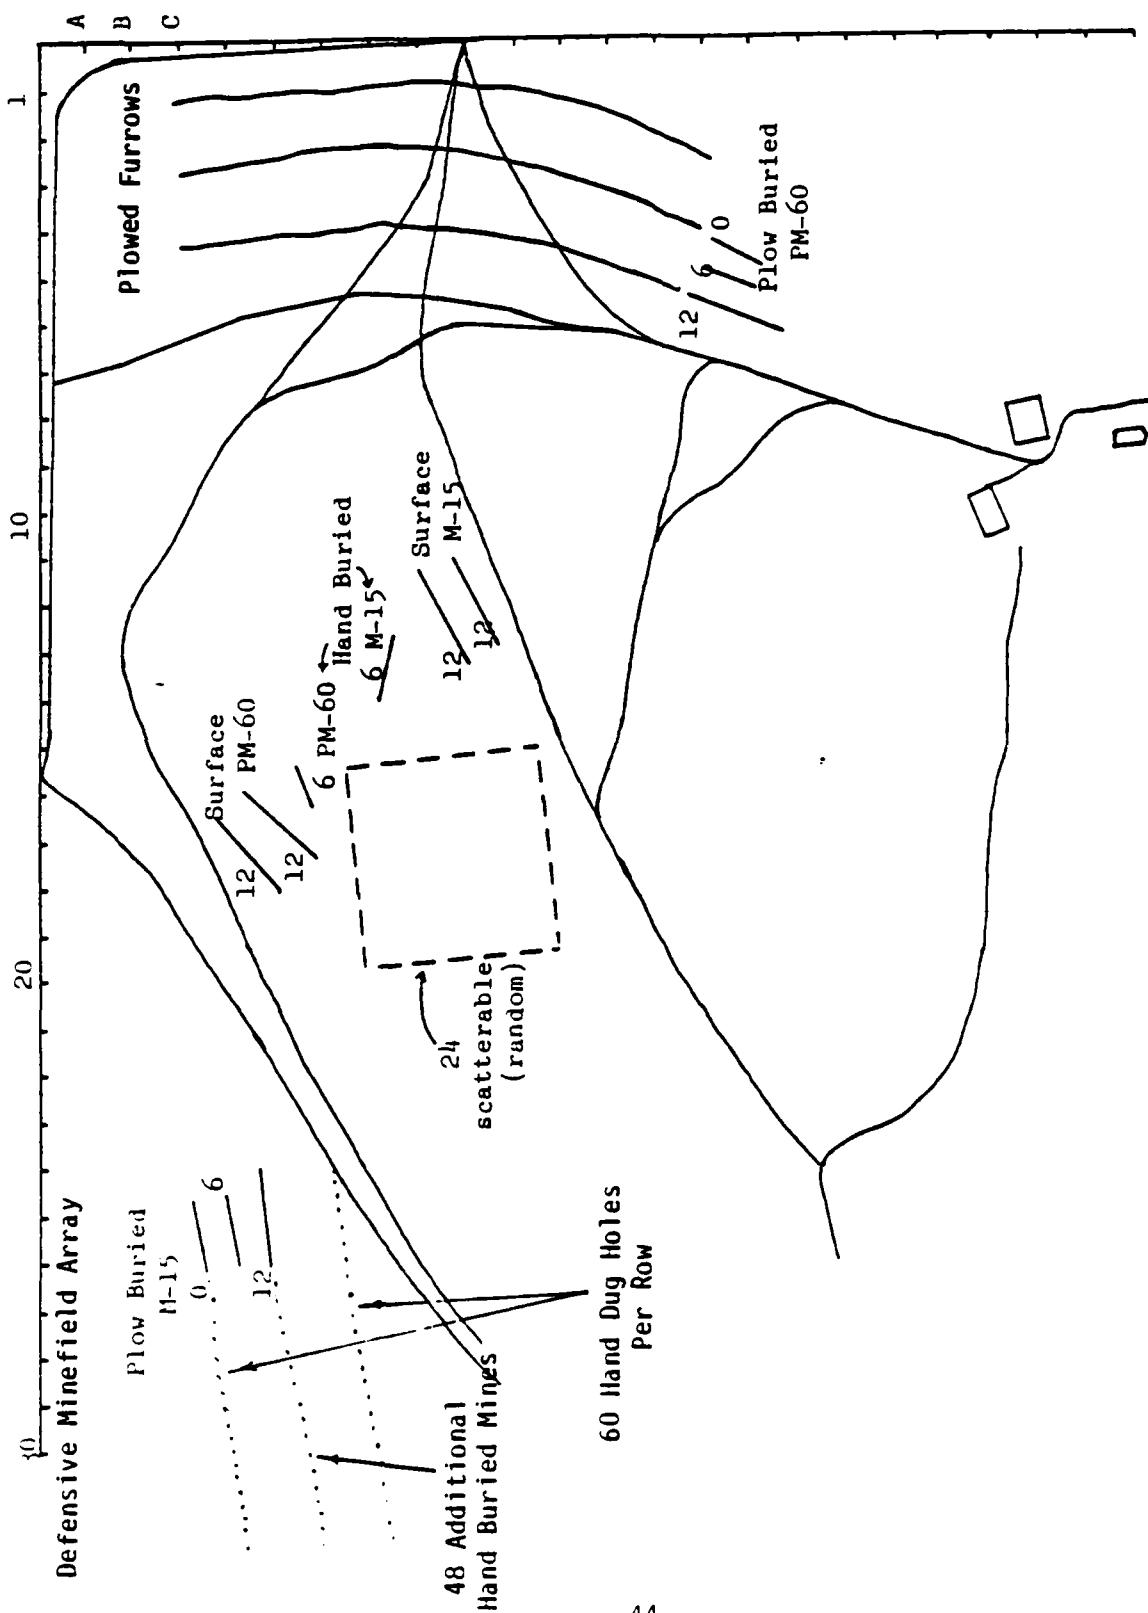 A
B
C
1
10
20
30
Plowed Furrows
0
6
12
Plow Buried
PM-60
Surface
M-15
12
12
Hand Buried
6 M-15
6 PM-60
Surface
PM-60
12
12
24
scatterable
(random)
Defensive Minefield Array
Plow Buried
M-15
0
6
12
60 Hand Dug Holes
Per Row
48 Additional
Hand Buried Mines
44